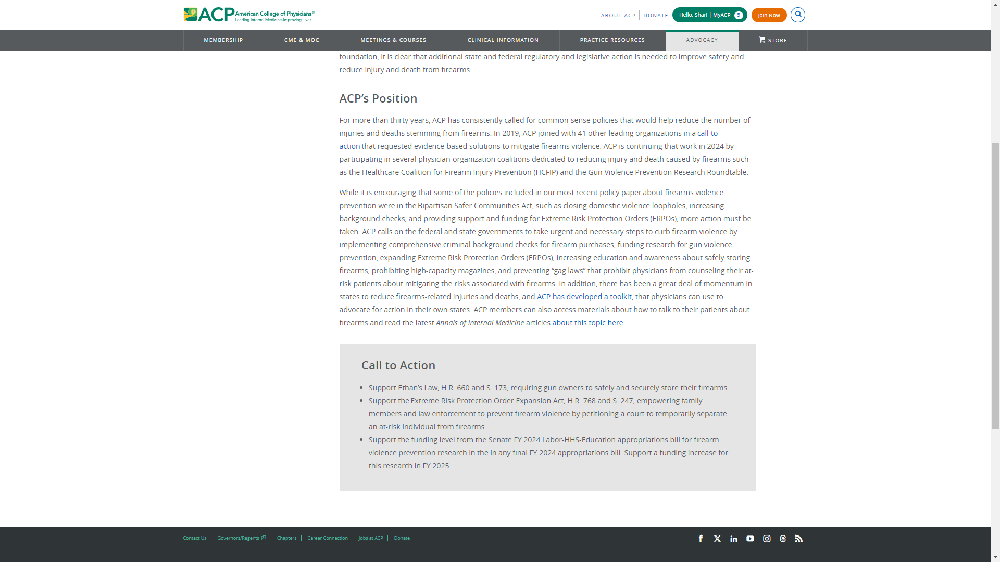 ACP American College of Physicians®
Leading Internal Medicine, Improving Lives
ABOUT ACP
DONATE
Hello, Shari | MyACP 5
Join Now
MEMBERSHIP
CME & MOC
MEETINGS & COURSES
CLINICAL INFORMATION
PRACTICE RESOURCES
ADVOCACY
STORE
foundation, it is clear that additional state and federal regulatory and legislative action is needed to improve safety and
reduce injury and death from firearms.
ACP’s Position
For more than thirty years, ACP has consistently called for common-sense policies that would help reduce the number of
injuries and deaths stemming from firearms. In 2019, ACP joined with 41 other leading organizations in a call-to-
action that requested evidence-based solutions to mitigate firearms violence. ACP is continuing that work in 2024 by
participating in several physician-organization coalitions dedicated to reducing injury and death caused by firearms such
as the Healthcare Coalition for Firearm Injury Prevention (HCFIP) and the Gun Violence Prevention Research Roundtable.
While it is encouraging that some of the policies included in our most recent policy paper about firearms violence
prevention were in the Bipartisan Safer Communities Act, such as closing domestic violence loopholes, increasing
background checks, and providing support and funding for Extreme Risk Protection Orders (ERPOs), more action must be
taken. ACP calls on the federal and state governments to take urgent and necessary steps to curb firearm violence by
implementing comprehensive criminal background checks for firearm purchases, funding research for gun violence
prevention, expanding Extreme Risk Protection Orders (ERPOs), increasing education and awareness about safely storing
firearms, prohibiting high-capacity magazines, and preventing “gag laws” that prohibit physicians from counseling their at-
risk patients about mitigating the risks associated with firearms. In addition, there has been a great deal of momentum in
states to reduce firearms-related injuries and deaths, and ACP has developed a toolkit, that physicians can use to
advocate for action in their own states. ACP members can also access materials about how to talk to their patients about
firearms and read the latest Annals of Internal Medicine articles about this topic here.
Call to Action
• Support Ethan’s Law, H.R. 660 and S. 173, requiring gun owners to safely and securely store their firearms.
• Support the Extreme Risk Protection Order Expansion Act, H.R. 768 and S. 247, empowering family
members and law enforcement to prevent firearm violence by petitioning a court to temporarily separate
an at-risk individual from firearms.
• Support the funding level from the Senate FY 2024 Labor-HHS-Education appropriations bill for firearm
violence prevention research in the in any final FY 2024 appropriations bill. Support a funding increase for
this research in FY 2025.
Contact Us
Governors/Regents
Chapters
Career Connection
Jobs at ACP
Donate